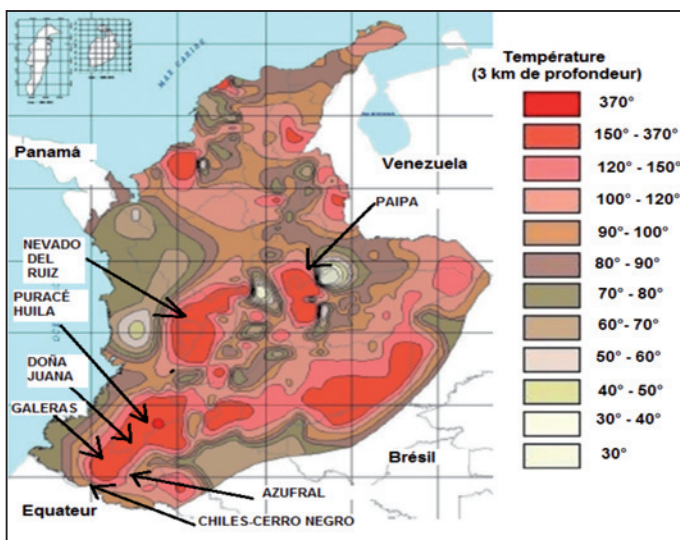 MAR CARIBE
Panamá
Venezuela
PAIPA
NEVADO
DEL
RUIZ
PURACÉ
HUILA
DOÑA
JUANA
GALERAS
AZUFRAL
CHILES-CERRO NEGRO
Brésil
Equateur
Température
(3 km de profondeur)
370°
150° - 370°
120° - 150°
100° - 120°
90° - 100°
80° - 90°
70° - 80°
60° - 70°
50° - 60°
40° - 50°
30° - 40°
30°